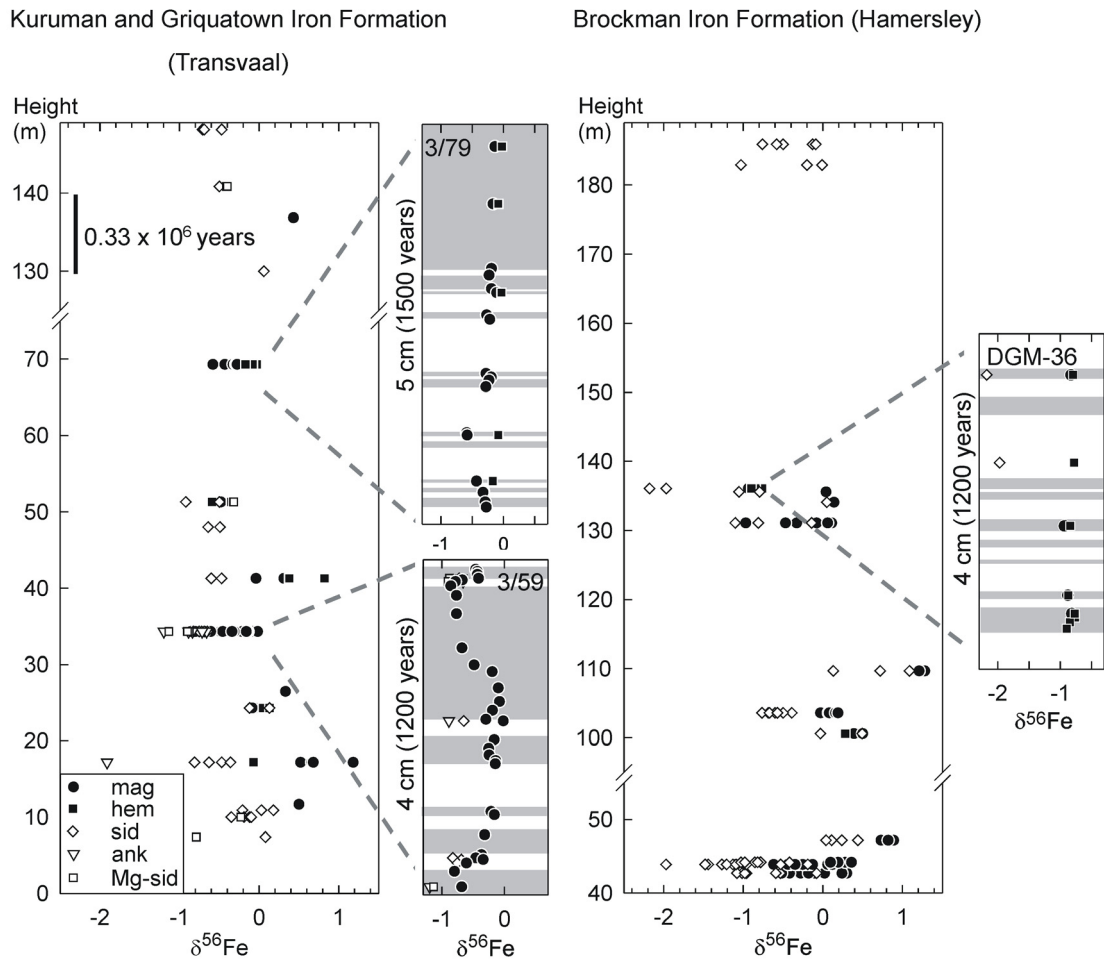 Kuruman and Griquatown Iron Formation
(Transvaal)
Brockman Iron Formation (Hamersley)
Height
(m)
140
130
70
60
50
40
30
20
10
0
0.33 x 10⁶ years
mag
hem
sid
ank
Mg-sid
-2 -1 0 1
δ⁵⁶Fe
3/79
5 cm (1500 years)
-1 0
3/59
4 cm (1200 years)
-1 0
δ⁵⁶Fe
Height
(m)
180
170
160
150
140
130
120
110
100
50
40
-2 -1 0 1
δ⁵⁶Fe
DGM-36
4 cm (1200 years)
-2 -1
δ⁵⁶Fe